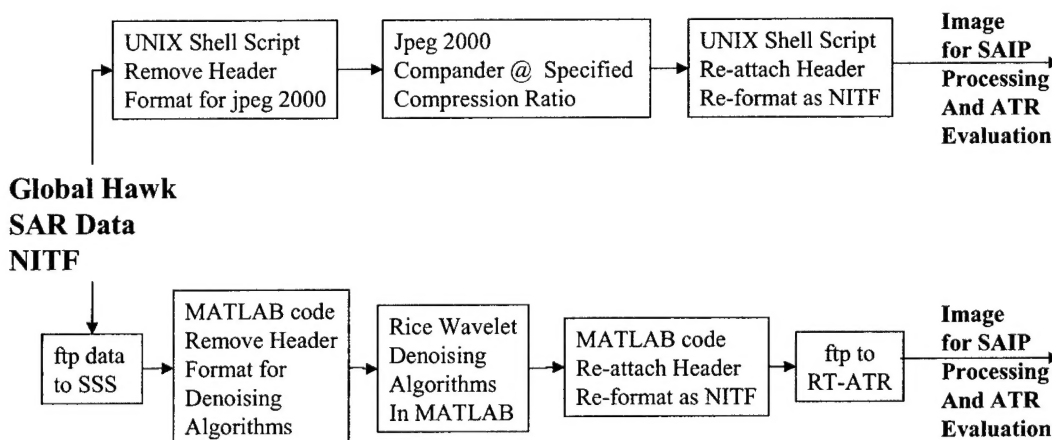 UNIX Shell Script
Remove Header
Format for jpeg 2000
Jpeg 2000
Compander @ Specified
Compression Ratio
UNIX Shell Script
Re-attach Header
Re-format as NITF
Image
for SAIP
Processing
And ATR
Evaluation
Global Hawk
SAR Data
NITF
ftp data
to SSS
MATLAB code
Remove Header
Format for
Denoising
Algorithms
Rice Wavelet
Denoising
Algorithms
In MATLAB
MATLAB code
Re-attach Header
Re-format as NITF
ftp to
RT-ATR
Image
for SAIP
Processing
And ATR
Evaluation